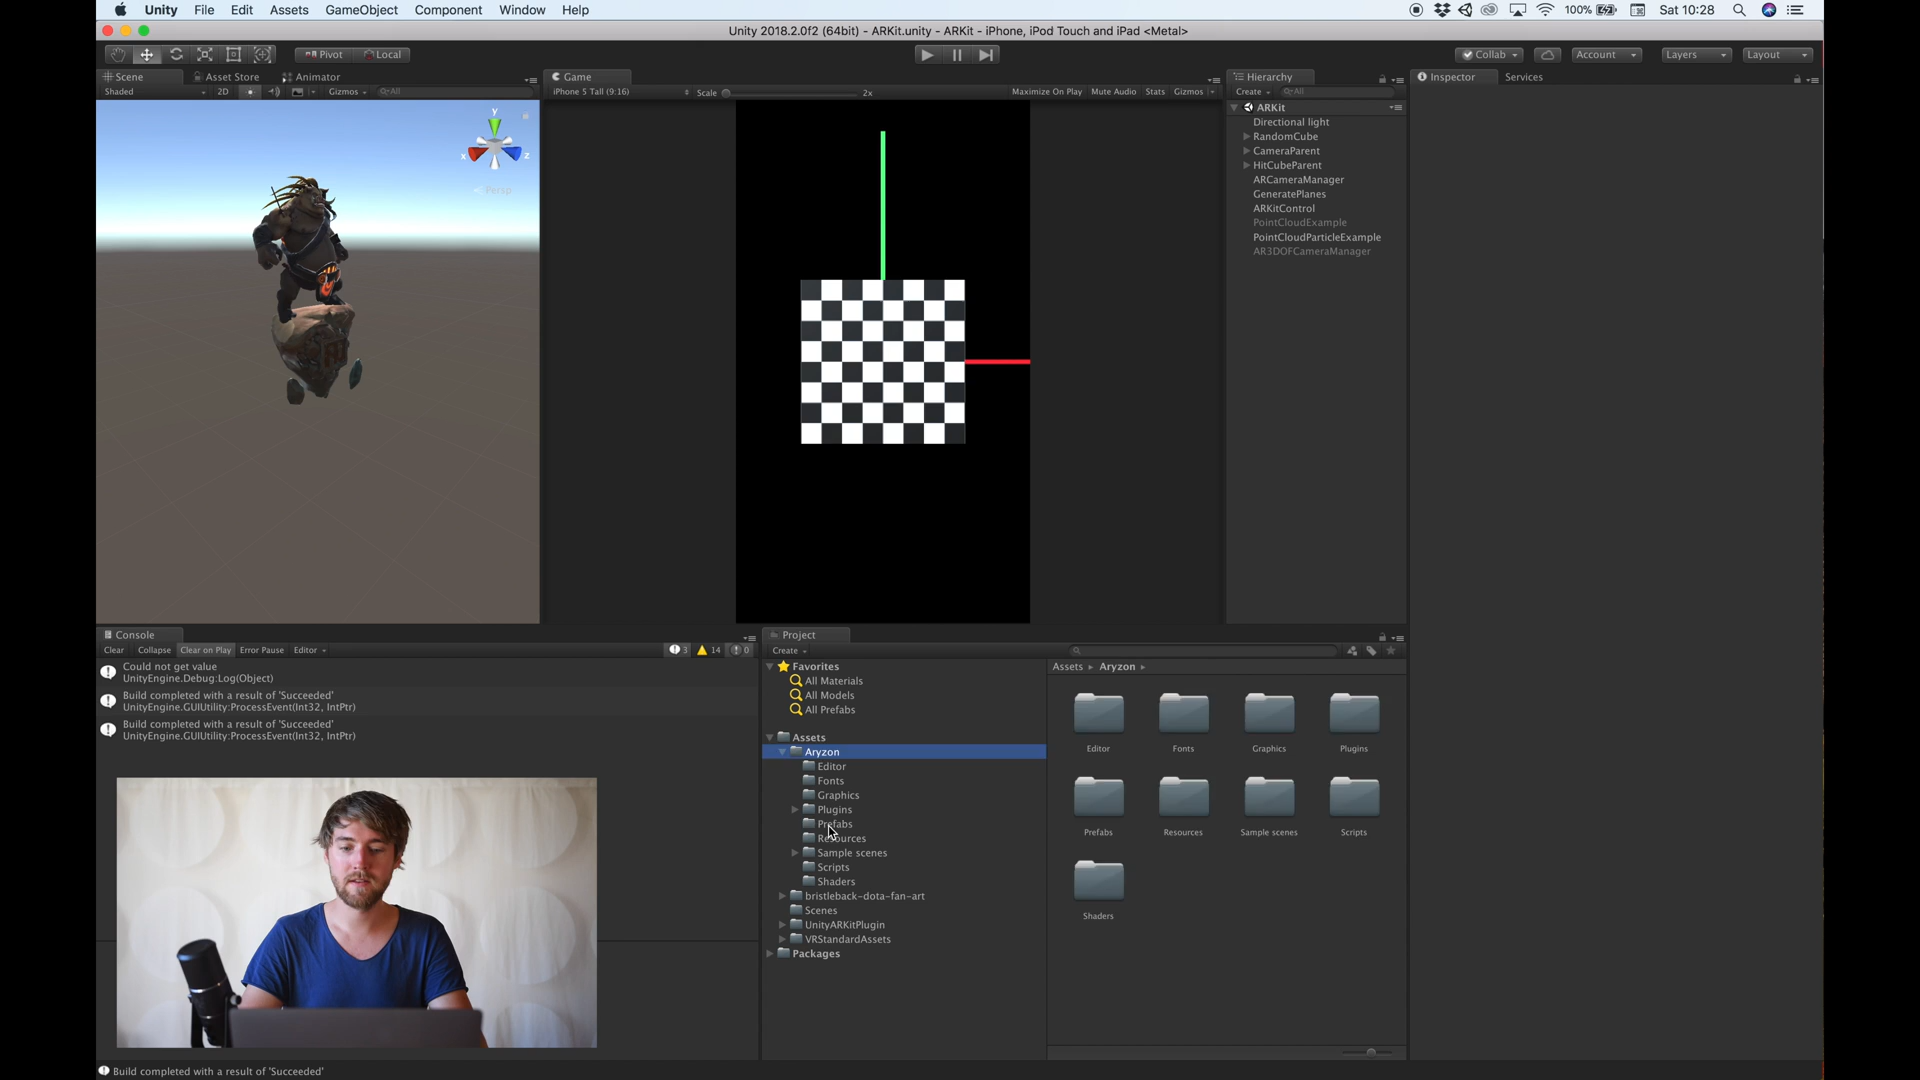 Unity File Edit Assets GameObject Component Window Help
100% Sat 10:28
Unity 2018.2.0f2 (64bit) - ARKit.unity - ARKit - iPhone, iPod Touch and iPad <Metal>
Pivot Local
Collab Account Layers Layout
Scene Asset Store Animator
Shaded 2D Gizmos All
y
x z
Persp
Game
iPhone 5 Tall (9:16) Scale 2x Maximize On Play Mute Audio Stats Gizmos
Hierarchy
Create All
ARKit
Directional light
RandomCube
CameraParent
HitCubeParent
ARCameraManager
GeneratePlanes
ARKitControl
PointCloudExample
PointCloudParticleExample
AR3DOFCameraManager
Inspector Services
Console
Clear Collapse Clear on Play Error Pause Editor 3 14 0
Could not get value
UnityEngine.Debug:Log(Object)
Build completed with a result of 'Succeeded'
UnityEngine.GUIUtility:ProcessEvent(Int32, IntPtr)
Build completed with a result of 'Succeeded'
UnityEngine.GUIUtility:ProcessEvent(Int32, IntPtr)
Project
Create
Favorites
All Materials
All Models
All Prefabs
Assets
Aryzon
Editor
Fonts
Graphics
Plugins
Prefabs
Resources
Sample scenes
Scripts
Shaders
bristleback-dota-fan-art
Scenes
UnityARKitPlugin
VRStandardAssets
Packages
Assets Aryzon
Editor Fonts Graphics Plugins
Prefabs Resources Sample scenes Scripts
Shaders
Build completed with a result of 'Succeeded'